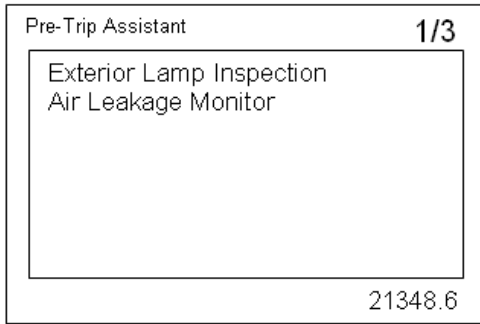 Pre-Trip Assistant
1/3
Exterior Lamp Inspection
Air Leakage Monitor
21348.6